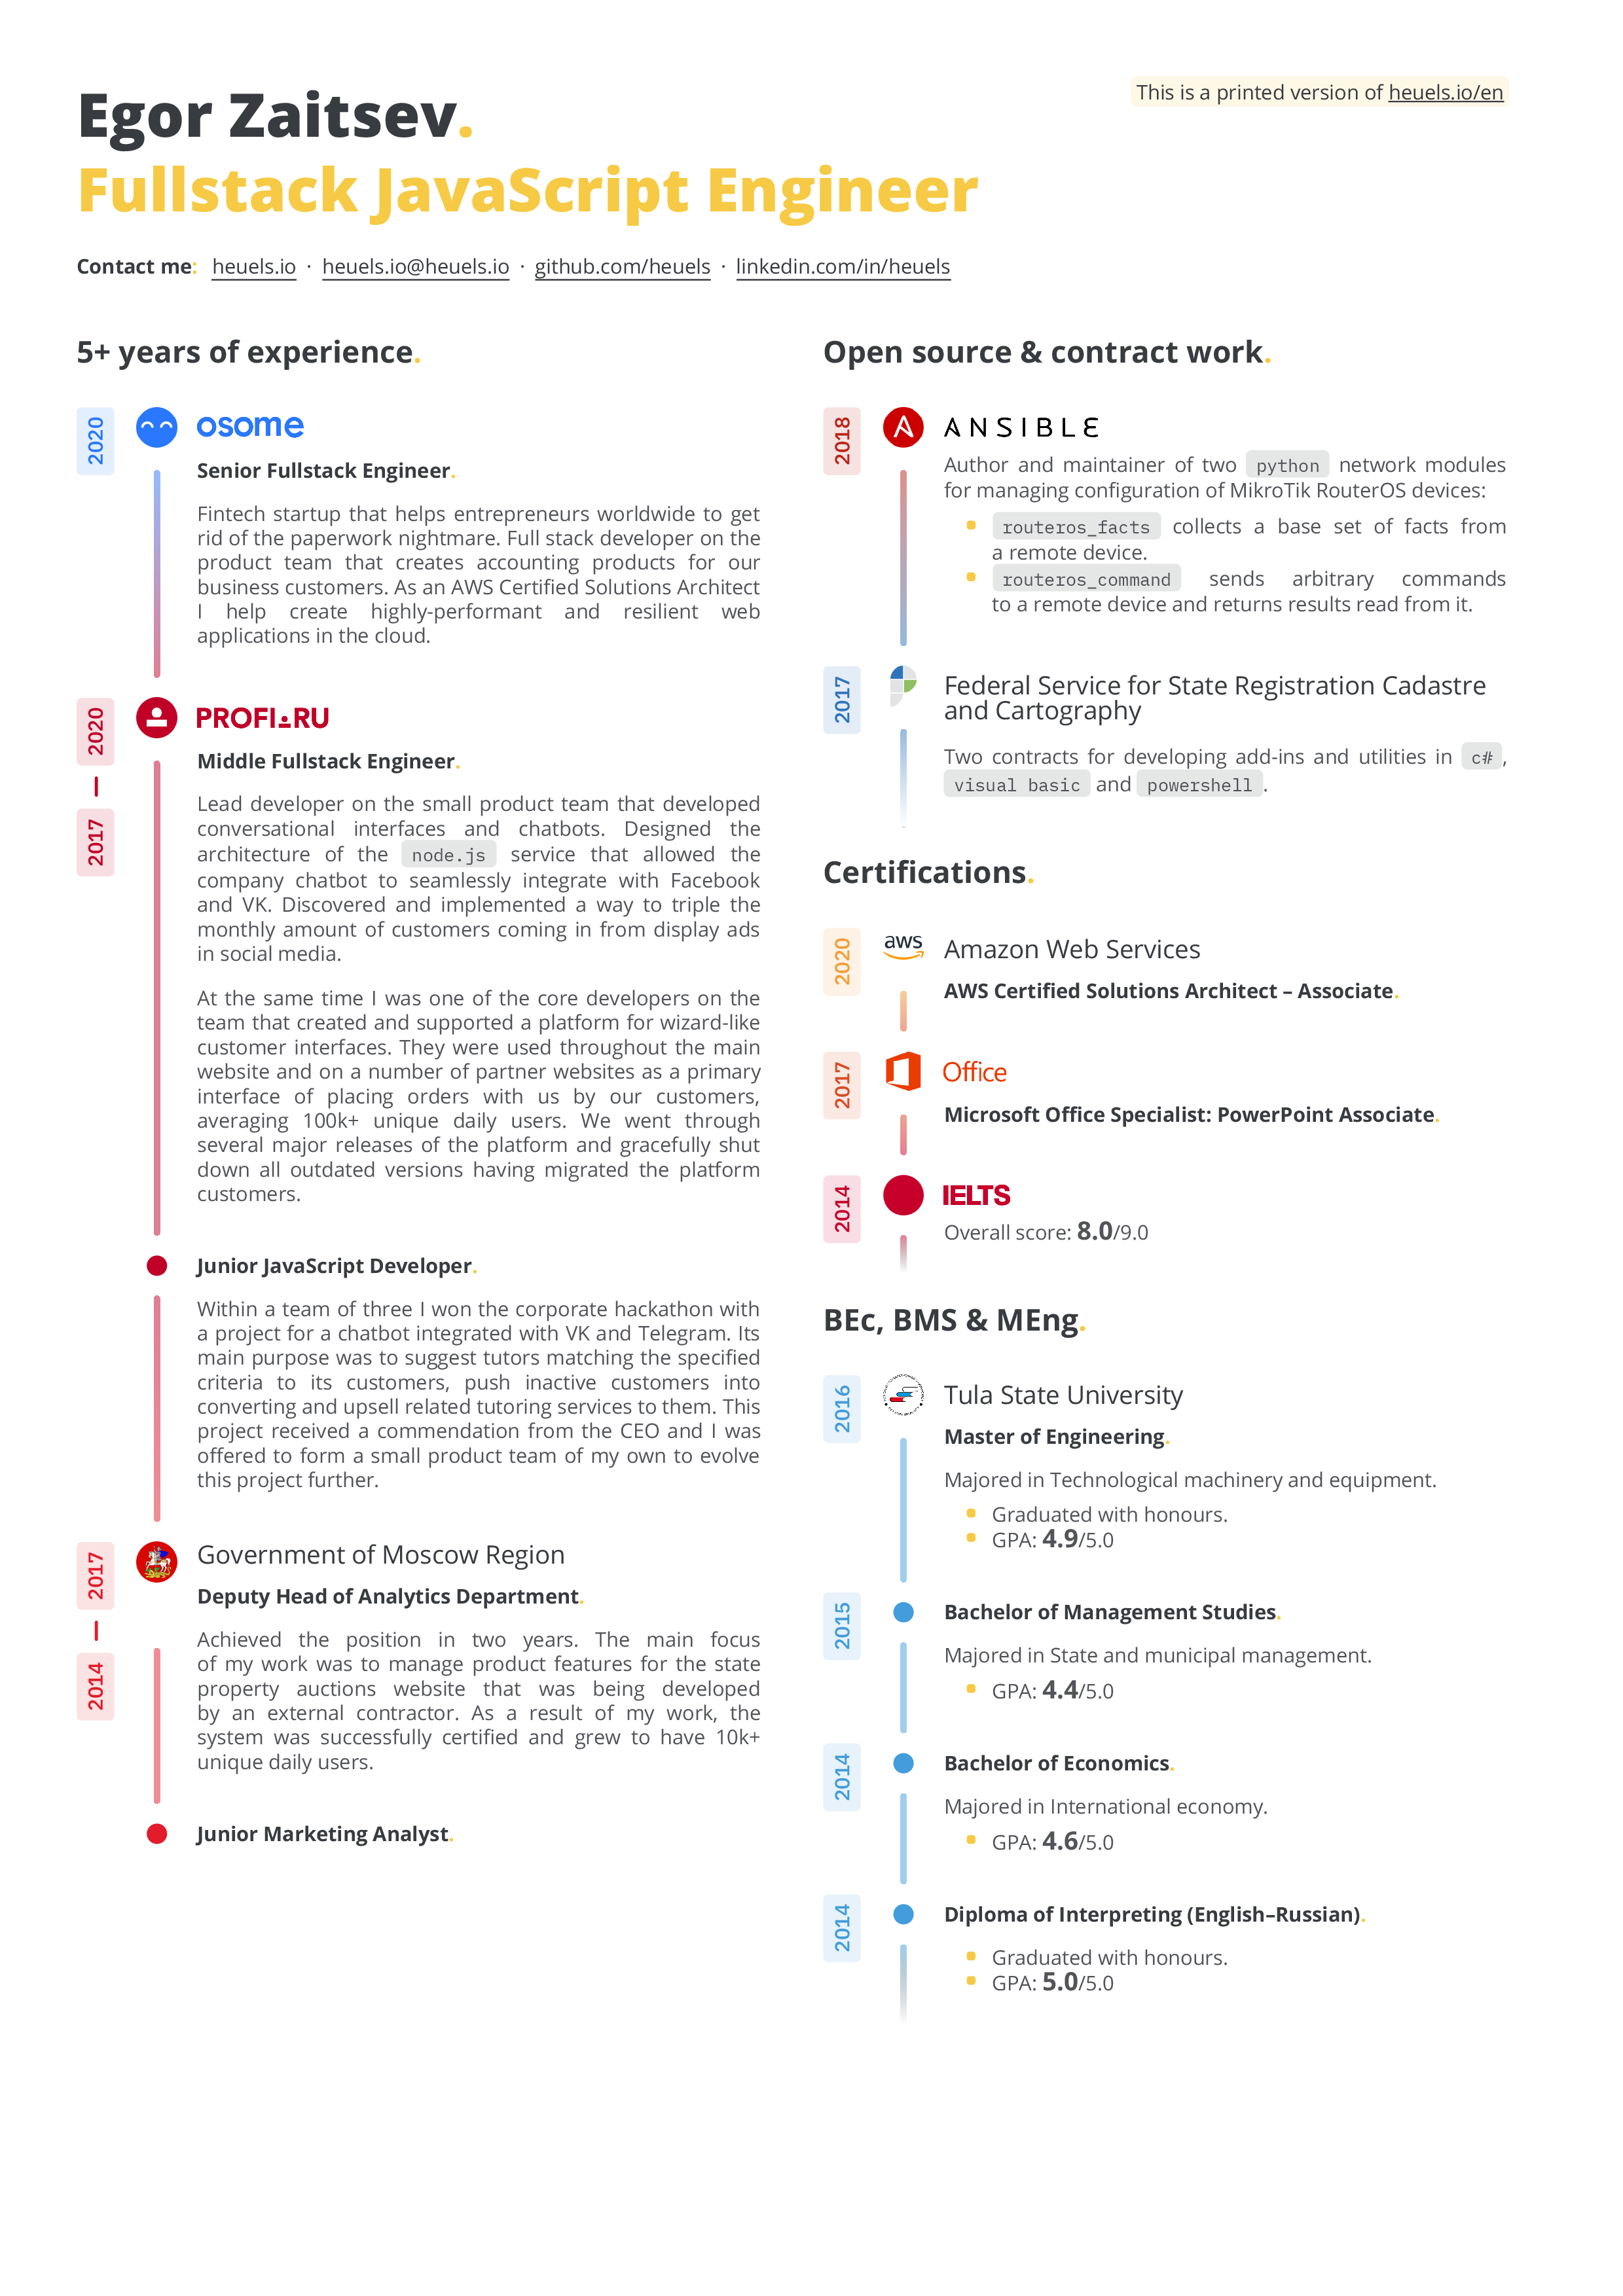 Egor Zaitsev.
This is a printed version of heuels.io/en
Fullstack JavaScript Engineer
Contact me: heuels.io · heuels.io@heuels.io · github.com/heuels · linkedin.com/in/heuels
5+ years of experience.
2020
osome
Senior Fullstack Engineer.
Fintech startup that helps entrepreneurs worldwide to get
rid of the paperwork nightmare. Full stack developer on the
product team that creates accounting products for our
business customers. As an AWS Certified Solutions Architect
I help create highly-performant and resilient web
applications in the cloud.
2020
—
2017
PROFI.RU
Middle Fullstack Engineer.
Lead developer on the small product team that developed
conversational interfaces and chatbots. Designed the
architecture of the node.js service that allowed the
company chatbot to seamlessly integrate with Facebook
and VK. Discovered and implemented a way to triple the
monthly amount of customers coming in from display ads
in social media.
At the same time I was one of the core developers on the
team that created and supported a platform for wizard-like
customer interfaces. They were used throughout the main
website and on a number of partner websites as a primary
interface of placing orders with us by our customers,
averaging 100k+ unique daily users. We went through
several major releases of the platform and gracefully shut
down all outdated versions having migrated the platform
customers.
Junior JavaScript Developer.
Within a team of three I won the corporate hackathon with
a project for a chatbot integrated with VK and Telegram. Its
main purpose was to suggest tutors matching the specified
criteria to its customers, push inactive customers into
converting and upsell related tutoring services to them. This
project received a commendation from the CEO and I was
offered to form a small product team of my own to evolve
this project further.
2017
—
2014
Government of Moscow Region
Deputy Head of Analytics Department.
Achieved the position in two years. The main focus
of my work was to manage product features for the state
property auctions website that was being developed
by an external contractor. As a result of my work, the
system was successfully certified and grew to have 10k+
unique daily users.
Junior Marketing Analyst.
Open source & contract work.
2018
ANSIBLE
Author and maintainer of two python network modules
for managing configuration of MikroTik RouterOS devices:
routeros_facts collects a base set of facts from
a remote device.
routeros_command sends arbitrary commands
to a remote device and returns results read from it.
2017
Federal Service for State Registration Cadastre
and Cartography
Two contracts for developing add-ins and utilities in c#,
visual basic and powershell.
Certifications.
2020
aws
Amazon Web Services
AWS Certified Solutions Architect – Associate.
2017
Office
Microsoft Office Specialist: PowerPoint Associate.
2014
IELTS
Overall score: 8.0/9.0
BEc, BMS & MEng.
2016
Tula State University
Master of Engineering.
Majored in Technological machinery and equipment.
Graduated with honours.
GPA: 4.9/5.0
2015
Bachelor of Management Studies.
Majored in State and municipal management.
GPA: 4.4/5.0
2014
Bachelor of Economics.
Majored in International economy.
GPA: 4.6/5.0
2014
Diploma of Interpreting (English–Russian).
Graduated with honours.
GPA: 5.0/5.0